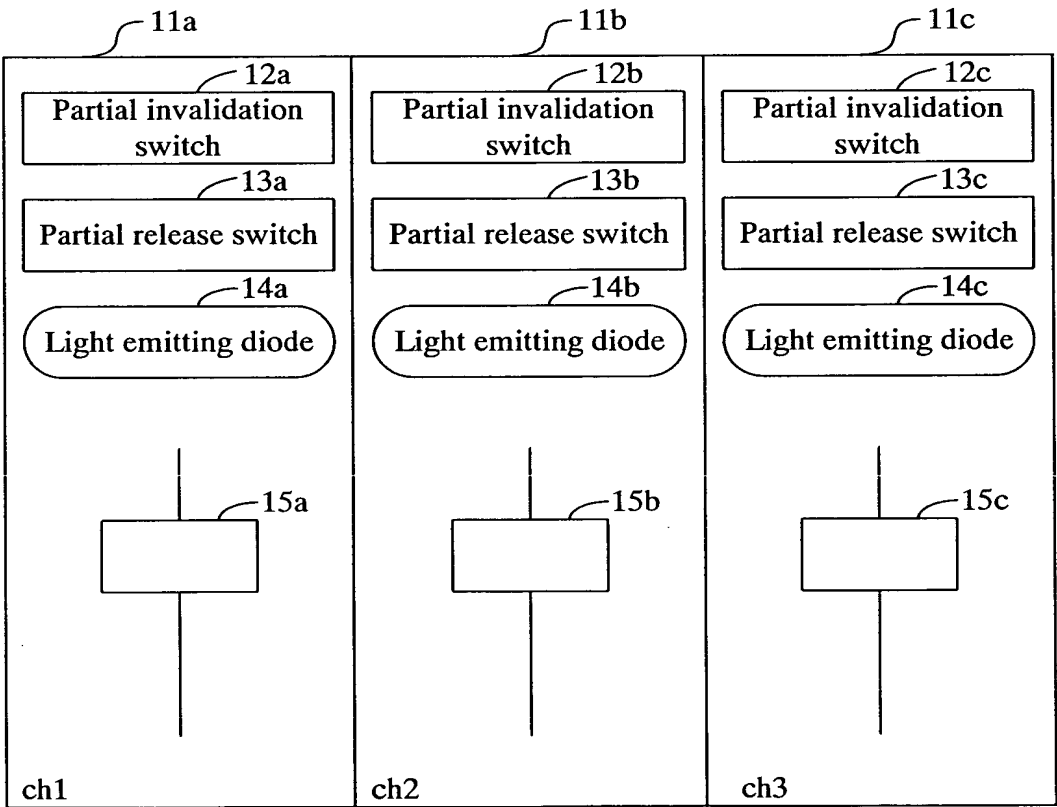 11a
11b
11c
12a
12b
12c
Partial invalidation
switch
Partial invalidation
switch
Partial invalidation
switch
13a
13b
13c
Partial release switch
Partial release switch
Partial release switch
14a
14b
14c
Light emitting diode
Light emitting diode
Light emitting diode
15a
15b
15c
ch1
ch2
ch3